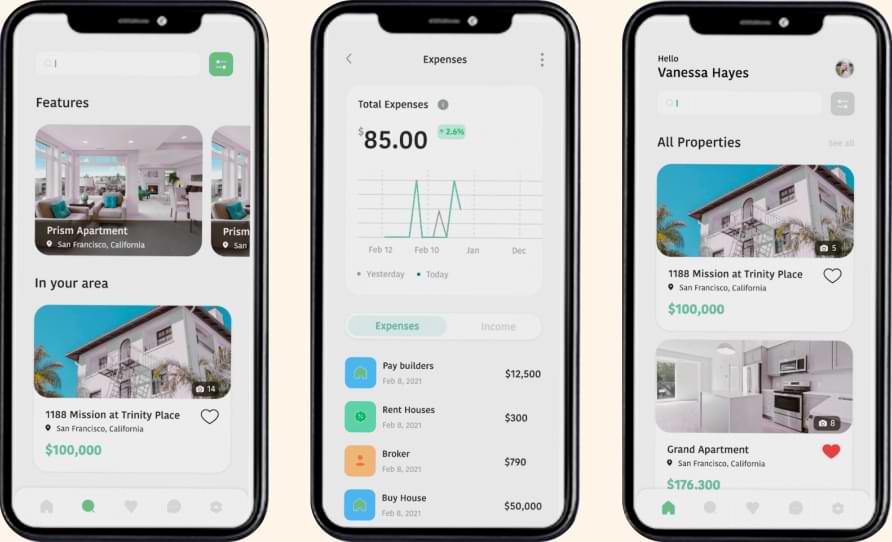 Features
Prism Apartment
San Francisco, California
Prism
San
In your area
14
1188 Mission at Trinity Place
San Francisco, California
$100,000
Expenses
Total Expenses
$85.00
2.6%
Feb 12 Feb 10 Jan Dec
Yesterday Today
Expenses Income
Pay builders
Feb 8, 2021
$12,500
Rent Houses
Feb 8, 2021
$300
Broker
Feb 8, 2021
$790
Buy House
Feb 8, 2021
$50,000
Hello
Vanessa Hayes
All Properties
See all
5
1188 Mission at Trinity Place
San Francisco, California
$100,000
8
Grand Apartment
San Francisco, California
$176,300